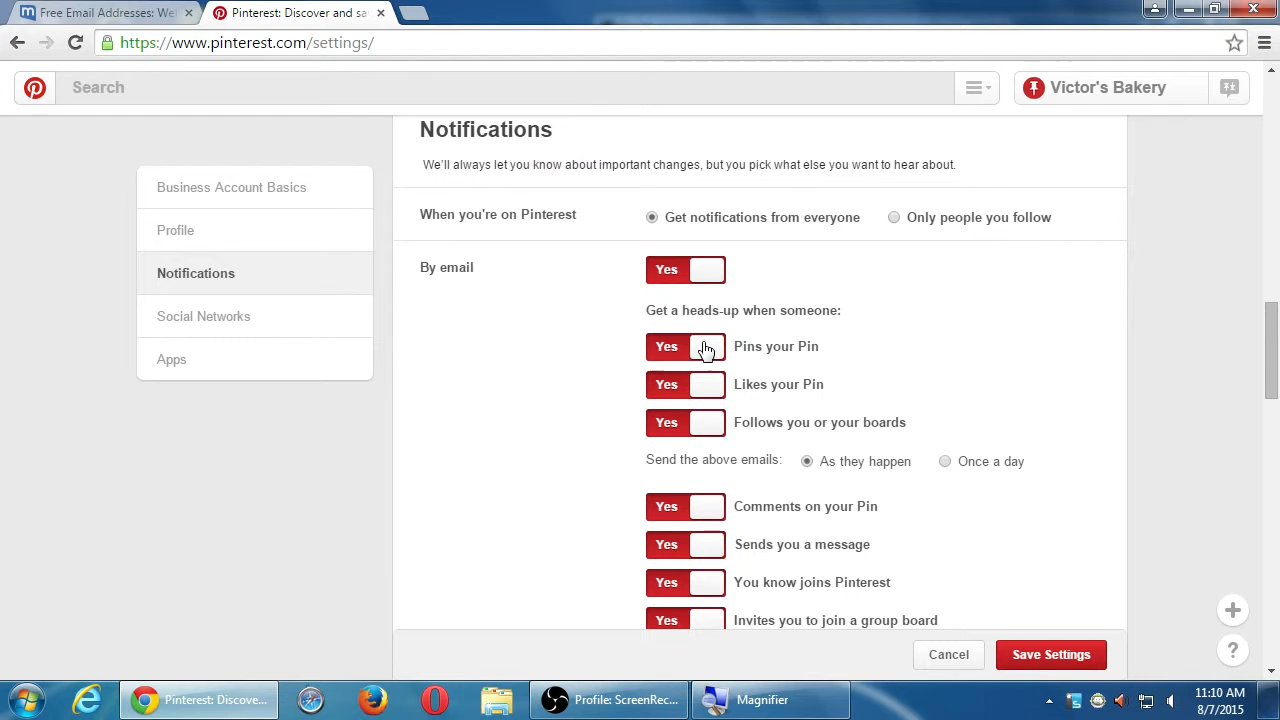 Free Email Addresses: We
Pinterest: Discover and sa
https://www.pinterest.com/settings/
Search
Victor's Bakery
Notifications
We'll always let you know about important changes, but you pick what else you want to hear about.
Business Account Basics
Profile
Notifications
Social Networks
Apps
When you're on Pinterest
Get notifications from everyone
Only people you follow
By email
Yes
Get a heads-up when someone:
Yes Pins your Pin
Yes Likes your Pin
Yes Follows you or your boards
Send the above emails: As they happen Once a day
Yes Comments on your Pin
Yes Sends you a message
Yes You know joins Pinterest
Yes Invites you to join a group board
Cancel
Save Settings
Pinterest: Discove...
Profile: ScreenRec...
Magnifier
11:10 AM
8/7/2015